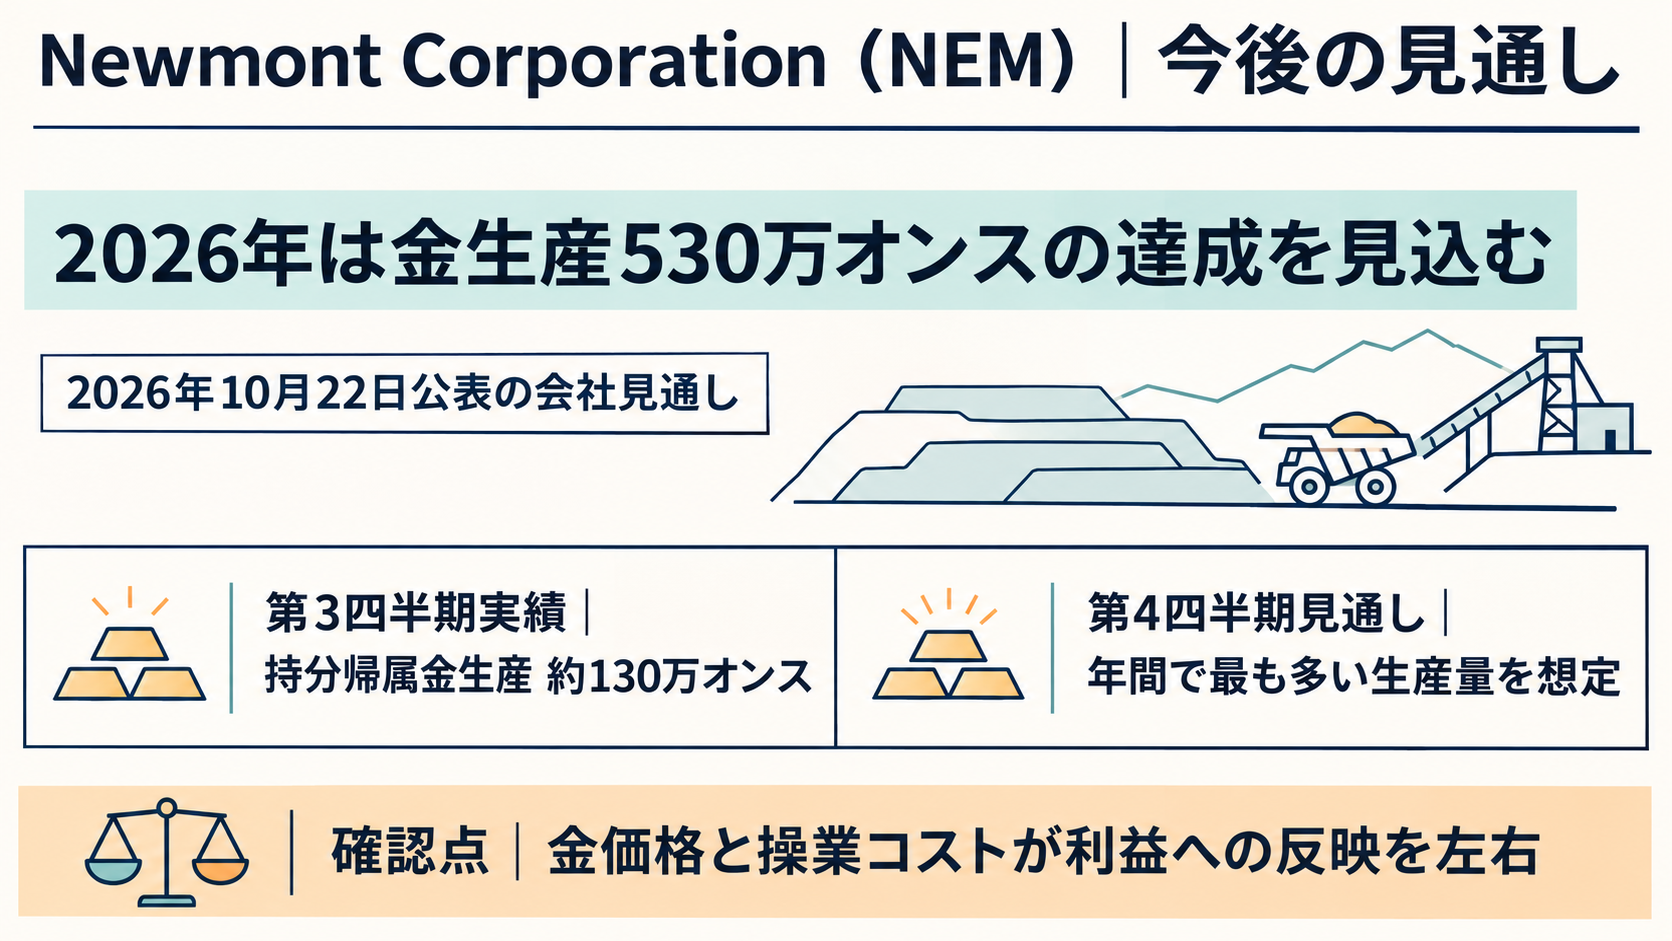 Newmont Corporation（NEM）｜今後の見通し
2026年は金生産530万オンスの達成を見込む
2026年10月22日公表の会社見通し
第3四半期実績｜
持分帰属金生産 約130万オンス
第4四半期見通し｜
年間で最も多い生産量を想定
確認点｜金価格と操業コストが利益への反映を左右